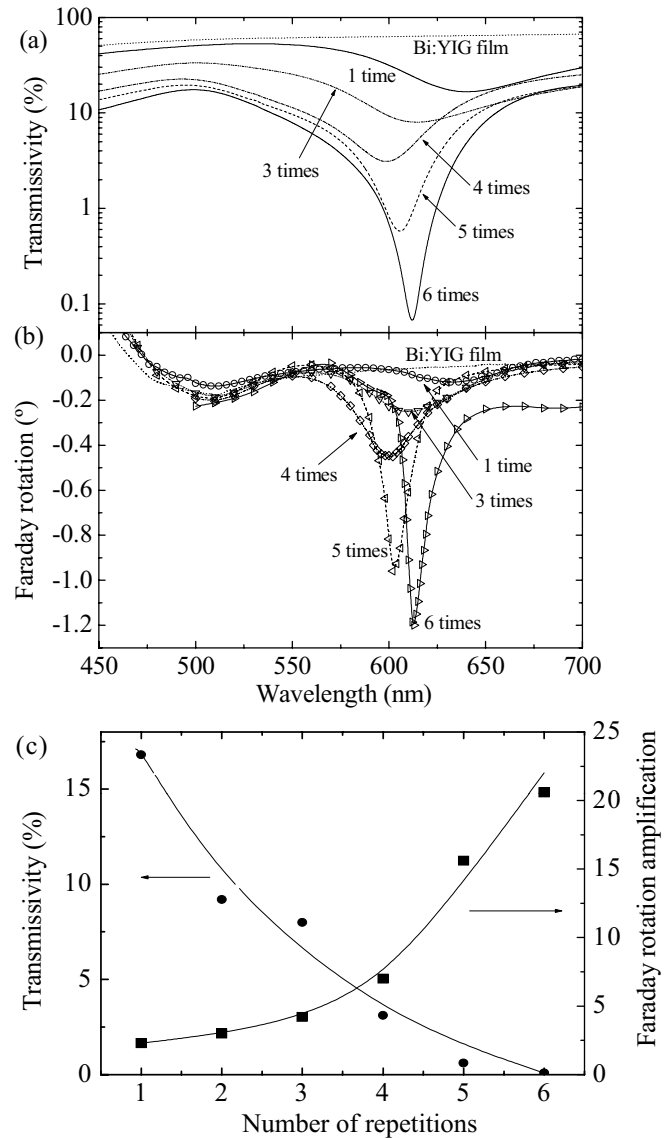 (a)
100
10
1
0.1
Transmissivity (%)
Bi:YIG film
1 time
3 times
4 times
5 times
6 times
(b)
0.0
-0.2
-0.4
-0.6
-0.8
-1.0
-1.2
Faraday rotation (º)
Bi:YIG film
4 times
1 time
3 times
5 times
6 times
450 500 550 600 650 700
Wavelength (nm)
(c)
15
10
5
0
Transmissivity (%)
25
20
15
10
5
0
Faraday rotation amplification
1 2 3 4 5 6
Number of repetitions